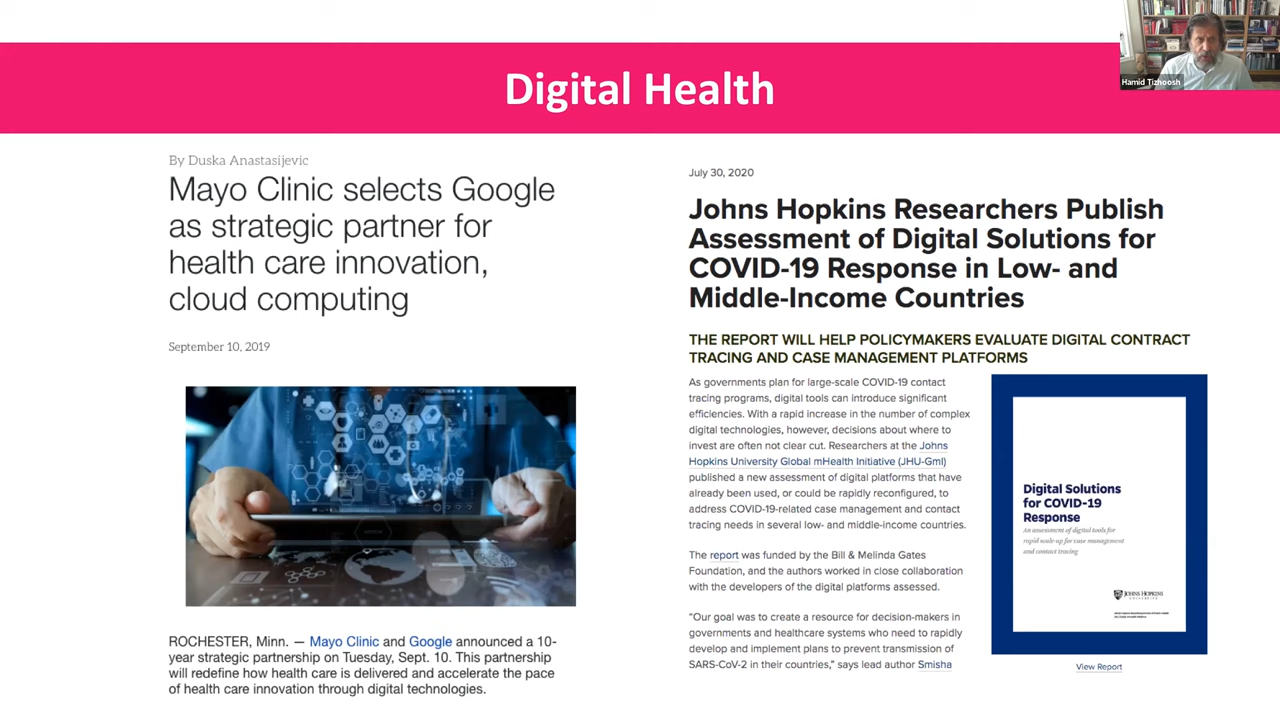 Digital Health
Hamid Tizhoosh
By Duska Anastasijevic
Mayo Clinic selects Google
as strategic partner for
health care innovation,
cloud computing
September 10, 2019
ROCHESTER, Minn. — Mayo Clinic and Google announced a 10-
year strategic partnership on Tuesday, Sept. 10. This partnership
will redefine how health care is delivered and accelerate the pace
of health care innovation through digital technologies.
July 30, 2020
Johns Hopkins Researchers Publish
Assessment of Digital Solutions for
COVID-19 Response in Low- and
Middle-Income Countries
THE REPORT WILL HELP POLICYMAKERS EVALUATE DIGITAL CONTRACT
TRACING AND CASE MANAGEMENT PLATFORMS
As governments plan for large-scale COVID-19 contact
tracing programs, digital tools can introduce significant
efficiencies. With a rapid increase in the number of complex
digital technologies, however, decisions about where to
invest are often not clear cut. Researchers at the Johns
Hopkins University Global mHealth Initiative (JHU-GmI)
published a new assessment of digital platforms that have
already been used, or could be rapidly reconfigured, to
address COVID-19-related case management and contact
tracing needs in several low- and middle-income countries.
The report was funded by the Bill & Melinda Gates
Foundation, and the authors worked in close collaboration
with the developers of the digital platforms assessed.
“Our goal was to create a resource for decision-makers in
governments and healthcare systems who need to rapidly
develop and implement plans to prevent transmission of
SARS-CoV-2 in their countries,” says lead author Smisha
Digital Solutions
for COVID-19
Response
An assessment of digital tools for
rapid scale-up for case management
and contact tracing
JOHNS HOPKINS
UNIVERSITY
View Report